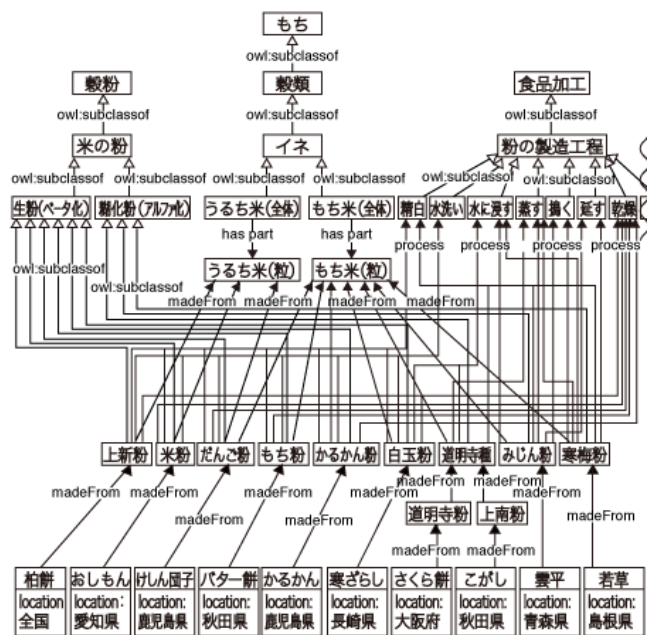 もち
owl:subclassof
穀粉
穀類
食品加工
owl:subclassof
owl:subclassof
owl:subclassof
米の粉
イネ
粉の製造工程
owl:subclassof
owl:subclassof
owl:subclassof
owl:subclassof
owl:subclassof
owl:subclassof
生粉(ベータ化)
糊化粉(アルファ化)
うるち米(全体)
もち米(全体)
精白
水洗い
水に浸す
蒸す
搗く
延す
乾燥
has part
has part
process
process
process
owl:subclassof
うるち米(粒)
もち米(粒)
owl:subclassof
madeFrom
madeFrom
madeFrom
madeFrom
上新粉
米粉
だんご粉
もち粉
かるかん粉
白玉粉
道明寺種
みじん粉
寒梅粉
madeFrom
madeFrom
madeFrom
madeFrom
madeFrom
madeFrom
madeFrom
madeFrom
道明寺粉
上南粉
madeFrom
madeFrom
madeFrom
madeFrom
柏餅
location:
全国
おしもん
location:
愛知県
けしん団子
location:
鹿児島県
バター餅
location:
秋田県
かるかん
location:
鹿児島県
寒ざらし
location:
長崎県
さくら餅
location:
大阪府
こがし
location:
秋田県
雲平
location:
青森県
若草
location:
島根県